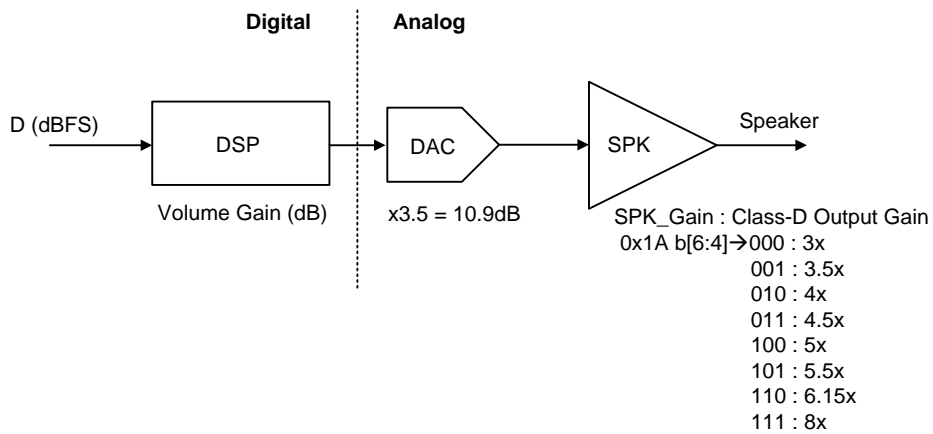 Digital Analog
D (dBFS)
DSP
DAC
SPK
Speaker
Volume Gain (dB)
x3.5 = 10.9dB
SPK_Gain : Class-D Output Gain
0x1A b[6:4]→000 : 3x
001 : 3.5x
010 : 4x
011 : 4.5x
100 : 5x
101 : 5.5x
110 : 6.15x
111 : 8x